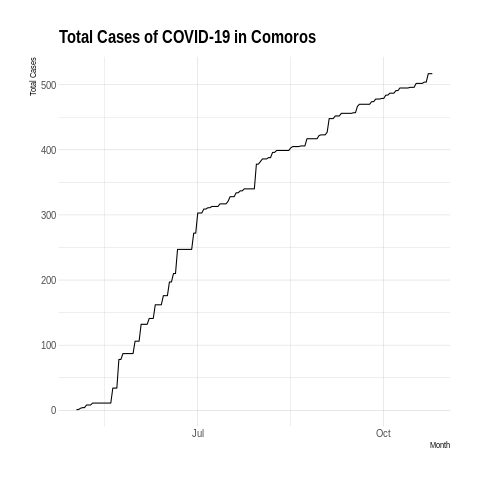 Total Cases of COVID-19 in Comoros
Total Cases
500
400
300
200
100
0
Jul
Oct
Month